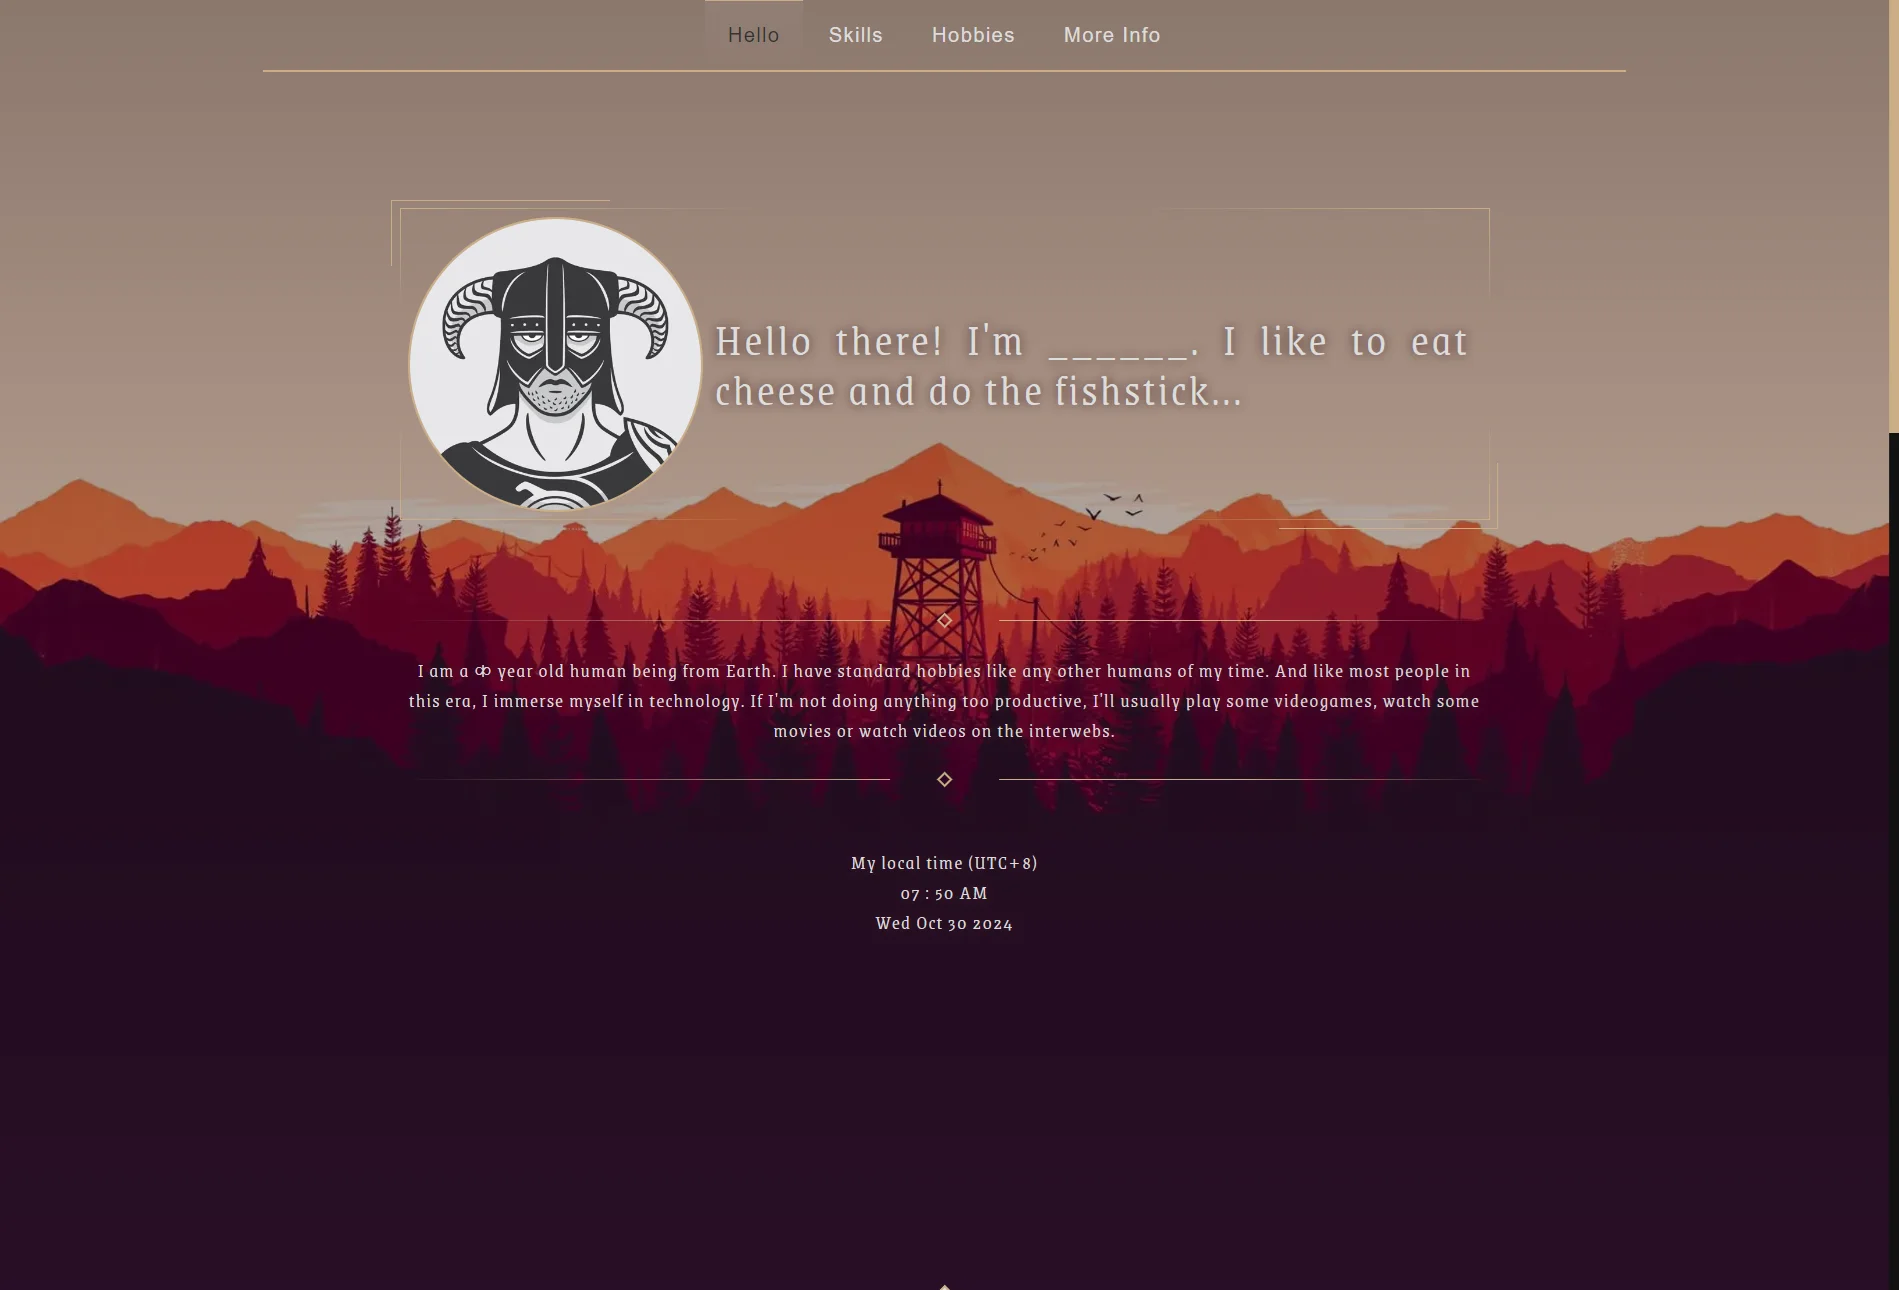 Hello
Skills
Hobbies
More Info
Hello there! I'm ______. I like to eat
cheese and do the fishstick...
I am a ↀ year old human being from Earth. I have standard hobbies like any other humans of my time. And like most people in
this era, I immerse myself in technology. If I'm not doing anything too productive, I'll usually play some videogames, watch some
movies or watch videos on the interwebs.
My local time (UTC+8)
07 : 50 AM
Wed Oct 30 2024